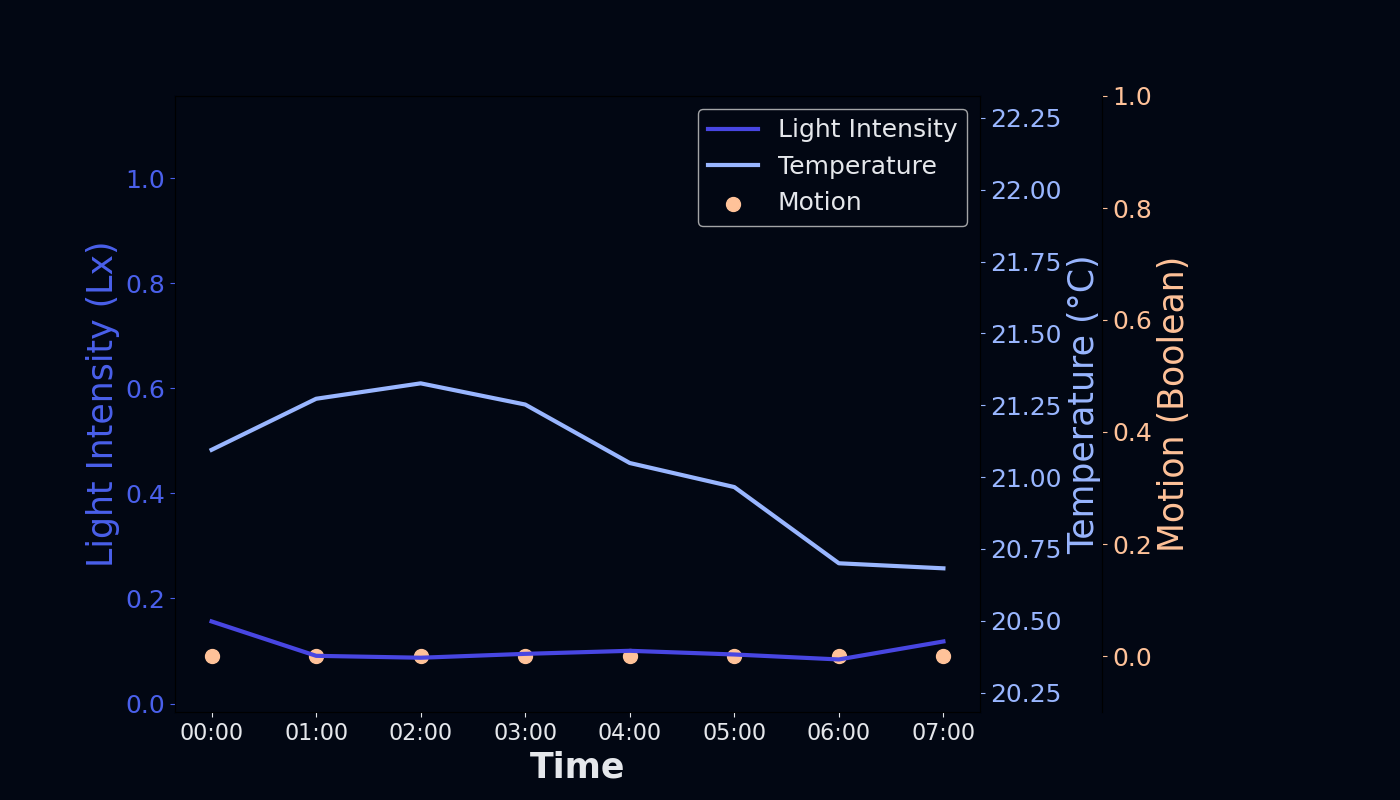 Light Intensity
Temperature
Motion
Light Intensity (Lx)
1.0
0.8
0.6
0.4
0.2
0.0
22.25
22.00
21.75
21.50
21.25
21.00
20.75
20.50
20.25
Temperature (°C)
1.0
0.8
0.6
0.4
0.2
0.0
Motion (Boolean)
00:00 01:00 02:00 03:00 04:00 05:00 06:00 07:00
Time